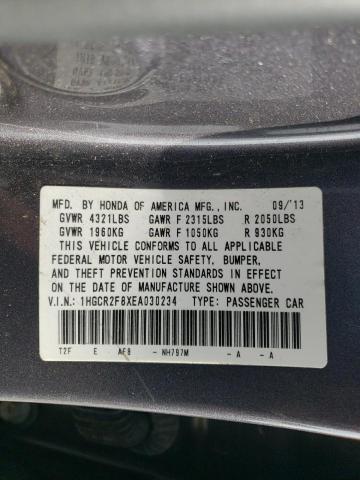 MFD. BY HONDA OF AMERICA MFG., INC. 09/'13
GVWR 4321LBS GAWR F 2315LBS R 2050LBS
GVWR 1960KG GAWR F 1050KG R 930KG
THIS VEHICLE CONFORMS TO ALL APPLICABLE
FEDERAL MOTOR VEHICLE SAFETY, BUMPER,
AND THEFT PREVENTION STANDARDS IN EFFECT
ON THE DATE OF MANUFACTURE SHOWN ABOVE.
V.I.N.: 1HGCR2F8XEA030234 TYPE: PASSENGER CAR
T2F E AF8 - NH797M - A - A